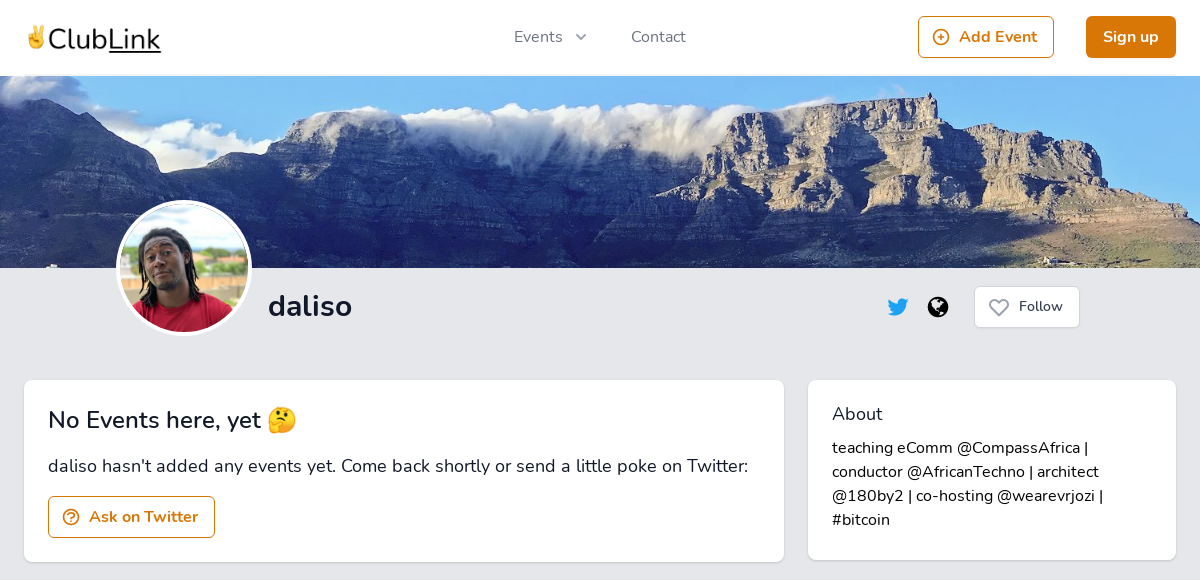 ✌️ClubLink
Events
Contact
Add Event
Sign up
daliso
Follow
No Events here, yet 🤔
daliso hasn't added any events yet. Come back shortly or send a little poke on Twitter:
Ask on Twitter
About
teaching eComm @CompassAfrica |
conductor @AfricanTechno | architect
@180by2 | co-hosting @wearevrjozi |
#bitcoin